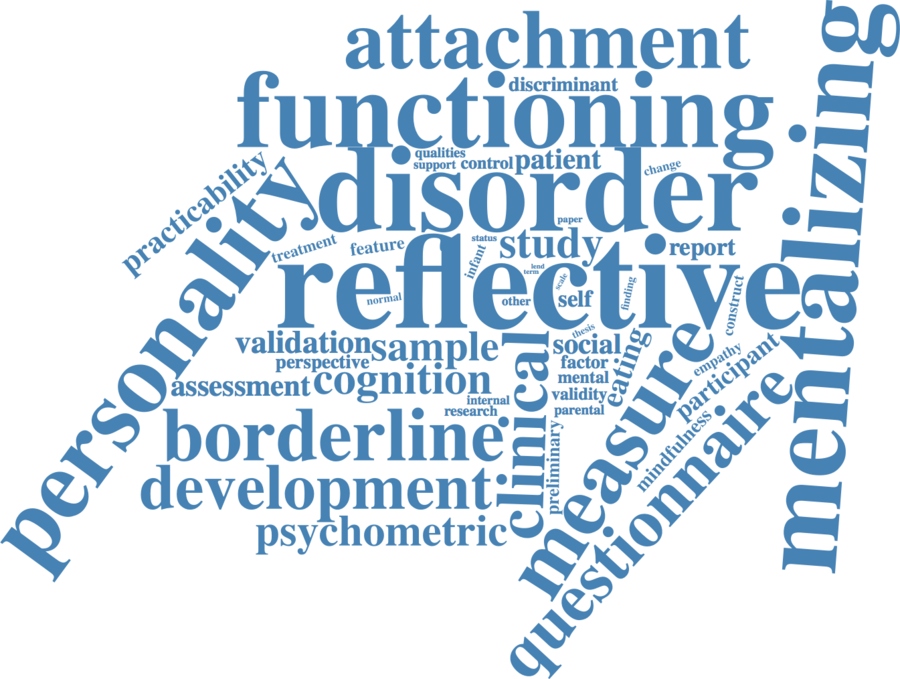 attachment
discriminant
functioning
mentalizing
qualities
support
control
patient
change
practicability
personality
disorder
paper
treatment
feature
status
infant
study
report
reflective
lend
term
scale
normal
other
self
finding
construct
thesis
validation
sample
social
perspective
factor
empathy
assessment
cognition
mental
eating
participant
internal
validity
research
parental
clinical
measure
borderline
preliminary
mindfulness
questionnaire
development
psychometric